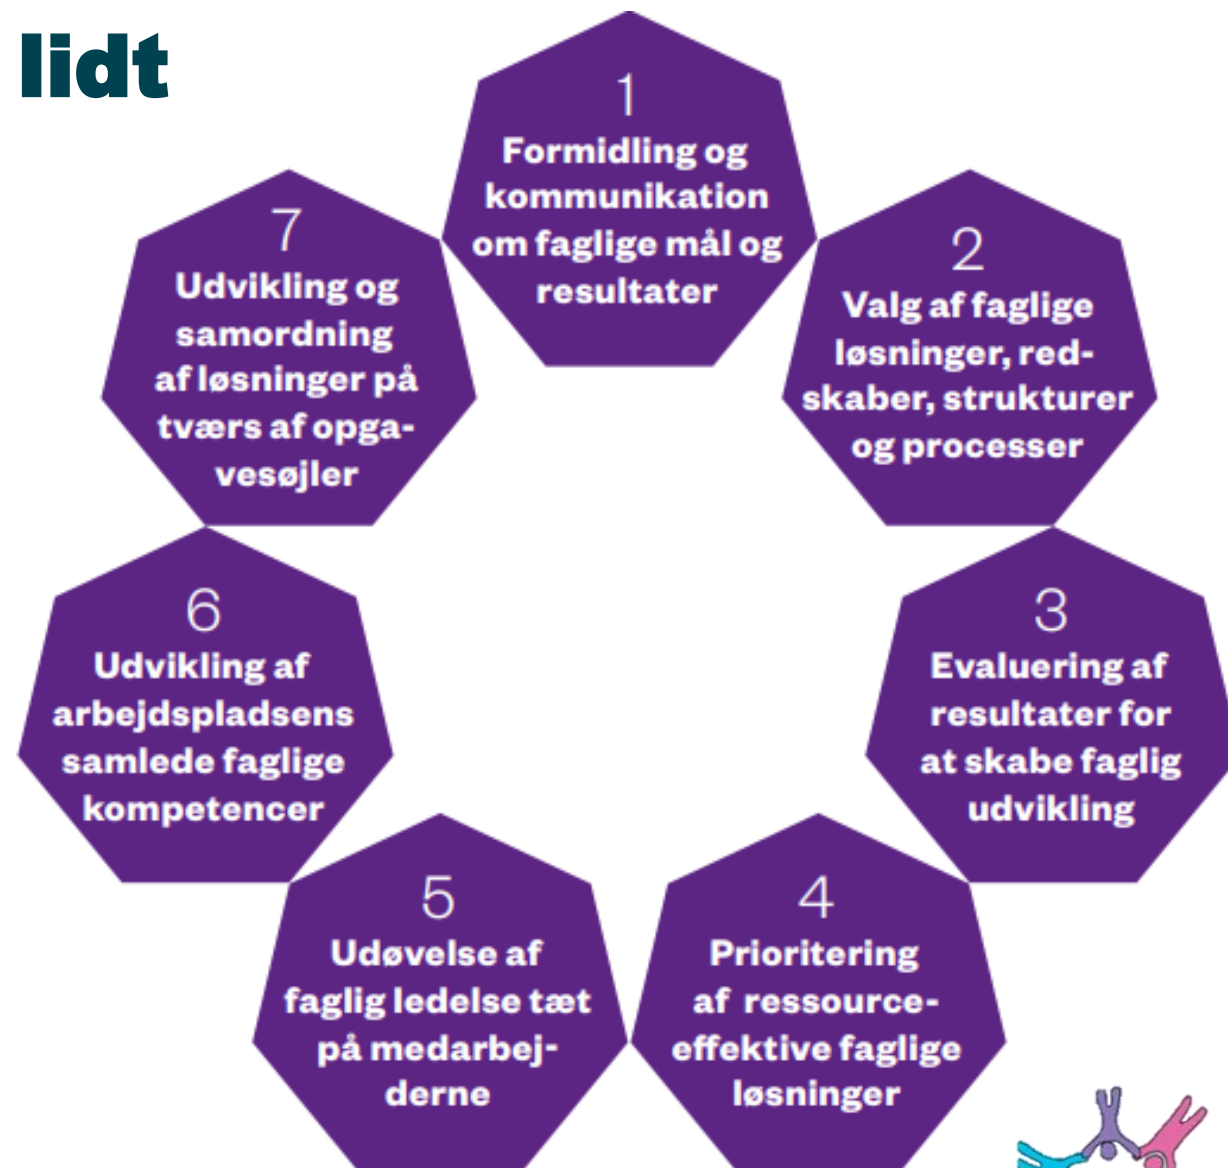 lidt
1
Formidling og
kommunikation
om faglige mål og
resultater
2
Valg af faglige
løsninger, red-
skaber, strukturer
og processer
3
Evaluering af
resultater for
at skabe faglig
udvikling
4
Prioritering
af ressource-
effektive faglige
løsninger
5
Udøvelse af
faglig ledelse tæt
på medarbej-
derne
6
Udvikling af
arbejdspladsens
samlede faglige
kompetencer
7
Udvikling og
samordning
af løsninger på
tværs af opga-
vesøjler